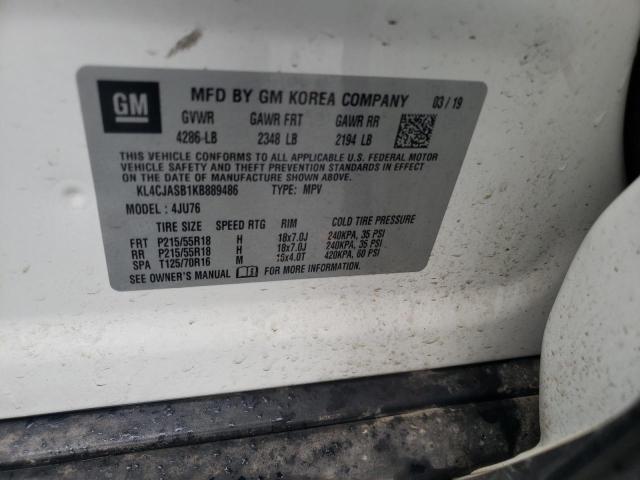 GM
MFD BY GM KOREA COMPANY 03/19
GVWR GAWR FRT GAWR RR
4286 LB 2348 LB 2194 LB
THIS VEHICLE CONFORMS TO ALL APPLICABLE U.S. FEDERAL MOTOR
VEHICLE SAFETY AND THEFT PREVENTION STANDARDS IN EFFECT
ON THE DATE OF MANUFACTURE SHOWN ABOVE.
KL4CJASB1KB889486 TYPE: MPV
MODEL: 4JU76
TIRE SIZE SPEED RTG RIM COLD TIRE PRESSURE
FRT P215/55R18 H 18x7.0J 240KPA, 35 PSI
RR P215/55R18 H 18x7.0J 240KPA, 35 PSI
SPA T125/70R16 M 16x4.0T 420KPA, 60 PSI
SEE OWNER'S MANUAL FOR MORE INFORMATION.